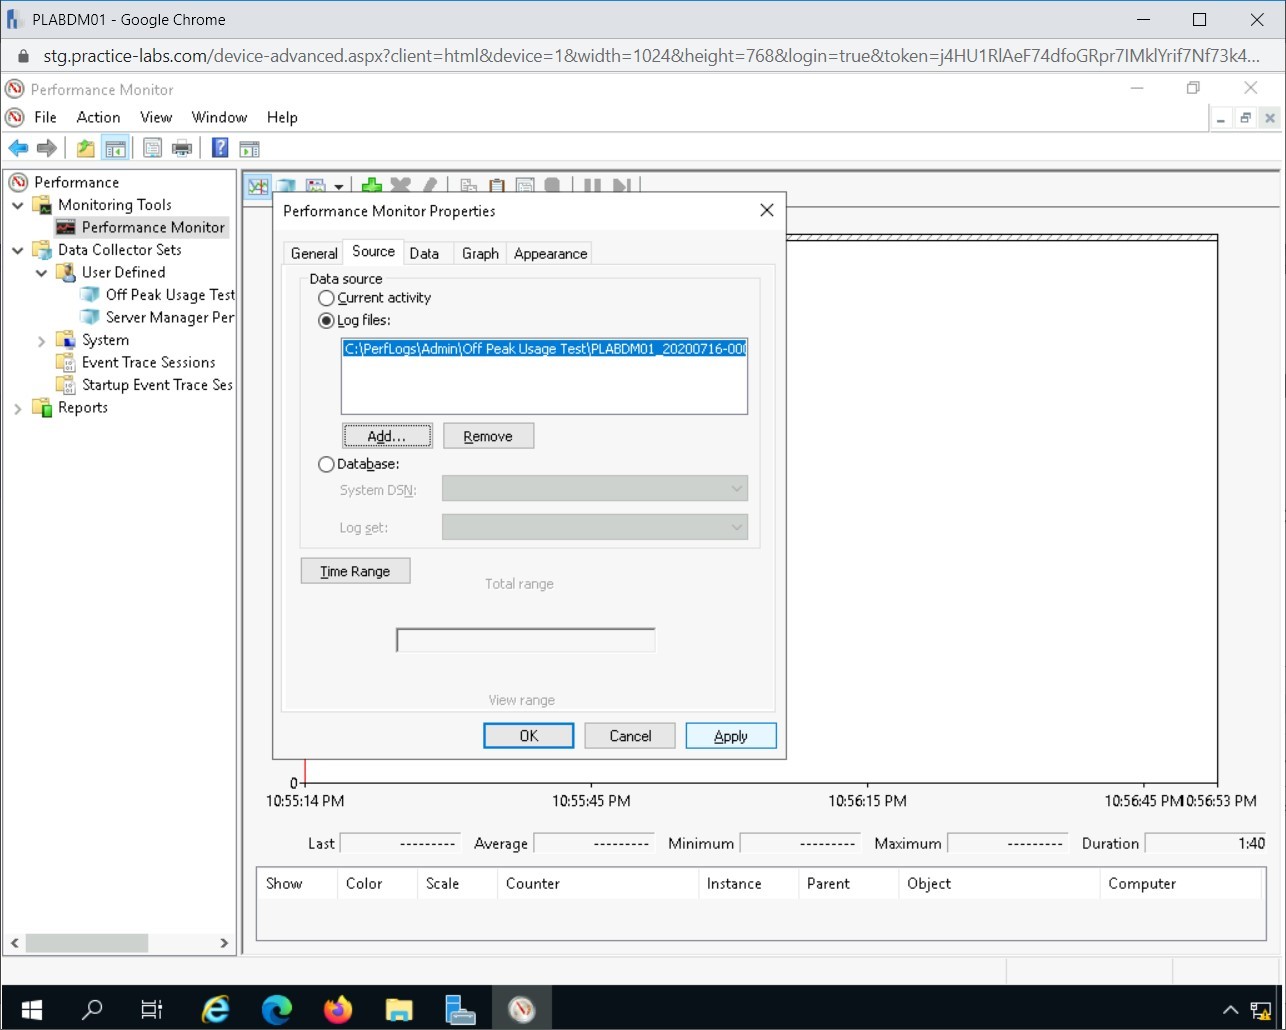 PLABDM01 - Google Chrome
stg.practice-labs.com/device-advanced.aspx?client=html&device=1&width=1024&height=768&login=true&token=j4HU1RlAeF74dfoGRpr7IMklYrif7Nf73k4...
Performance Monitor
File Action View Window Help
Performance
Monitoring Tools
Performance Monitor
Data Collector Sets
User Defined
Off Peak Usage Test
Server Manager Per
System
Event Trace Sessions
Startup Event Trace Ses
Reports
Performance Monitor Properties
General Source Data Graph Appearance
Data source
Current activity
Log files:
C:\PerfLogs\Admin\Off Peak Usage Test\PLABDM01_20200716-000
Add... Remove
Database:
System DSN:
Log set:
Time Range
Total range
View range
OK Cancel Apply
0
10:55:14 PM 10:55:45 PM 10:56:15 PM 10:56:45 PM 10:56:53 PM
Last --------- Average --------- Minimum --------- Maximum --------- Duration 1:40
Show Color Scale Counter Instance Parent Object Computer